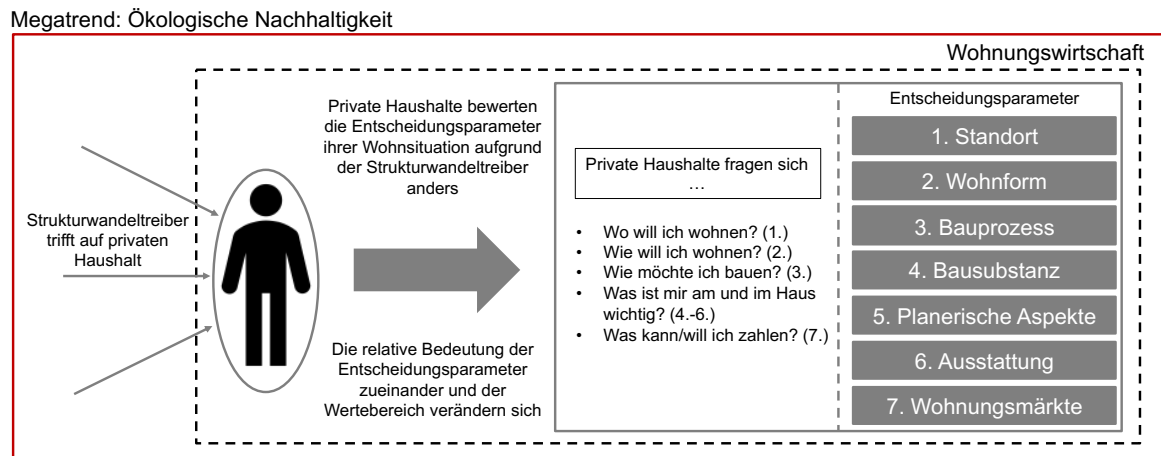 Megatrend: Ökologische Nachhaltigkeit
Wohnungswirtschaft
Strukturwandeltreiber
trifft auf privaten
Haushalt
Private Haushalte bewerten
die Entscheidungsparameter
ihrer Wohnsituation aufgrund
der Strukturwandeltreiber
anders
Die relative Bedeutung der
Entscheidungsparameter
zueinander und der
Wertebereich verändern sich
Private Haushalte fragen sich
…
• Wo will ich wohnen? (1.)
• Wie will ich wohnen? (2.)
• Wie möchte ich bauen? (3.)
• Was ist mir am und im Haus
wichtig? (4.-6.)
• Was kann/will ich zahlen? (7.)
Entscheidungsparameter
1. Standort
2. Wohnform
3. Bauprozess
4. Bausubstanz
5. Planerische Aspekte
6. Ausstattung
7. Wohnungsmärkte